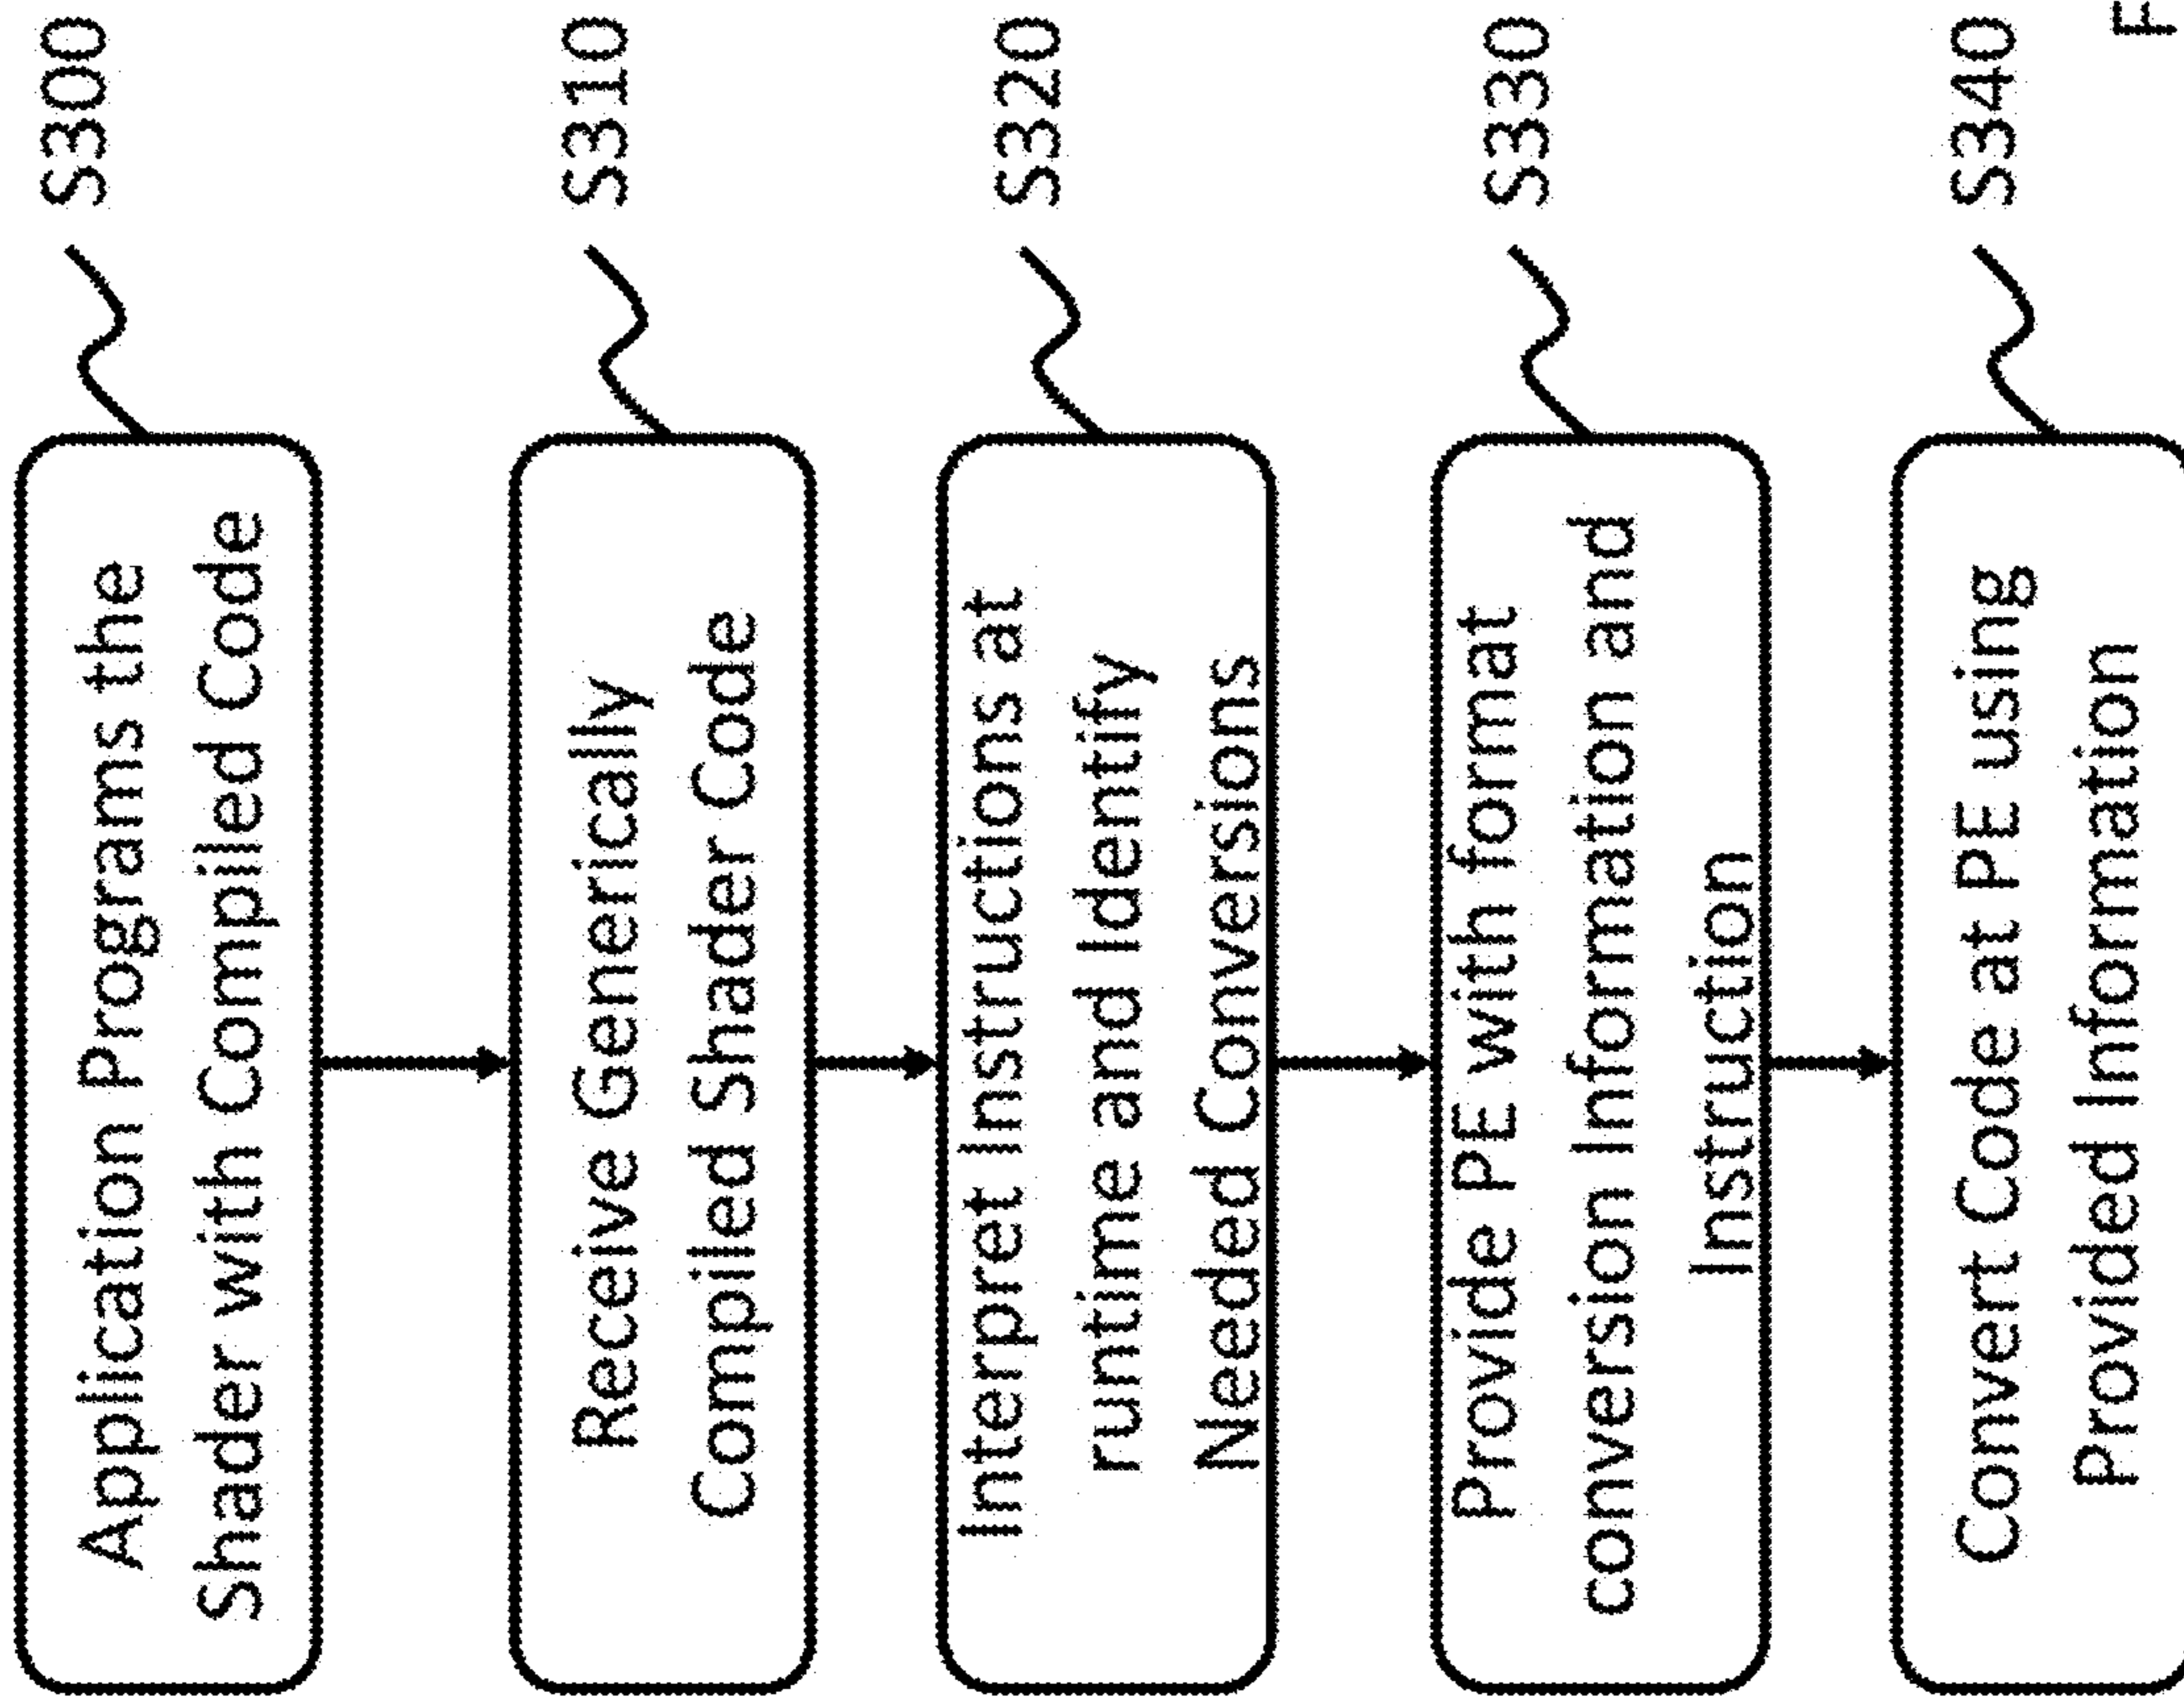 Application Programs the
Shader with Compiled Code
S300
Receive Generically
Compiled Shader Code
S310
Interpret Instructions at
runtime and Identify
Needed Conversions
S320
Provide PE with format
conversion Information and
Instruction
S330
Convert Code at PE using
Provided Information
S340
F